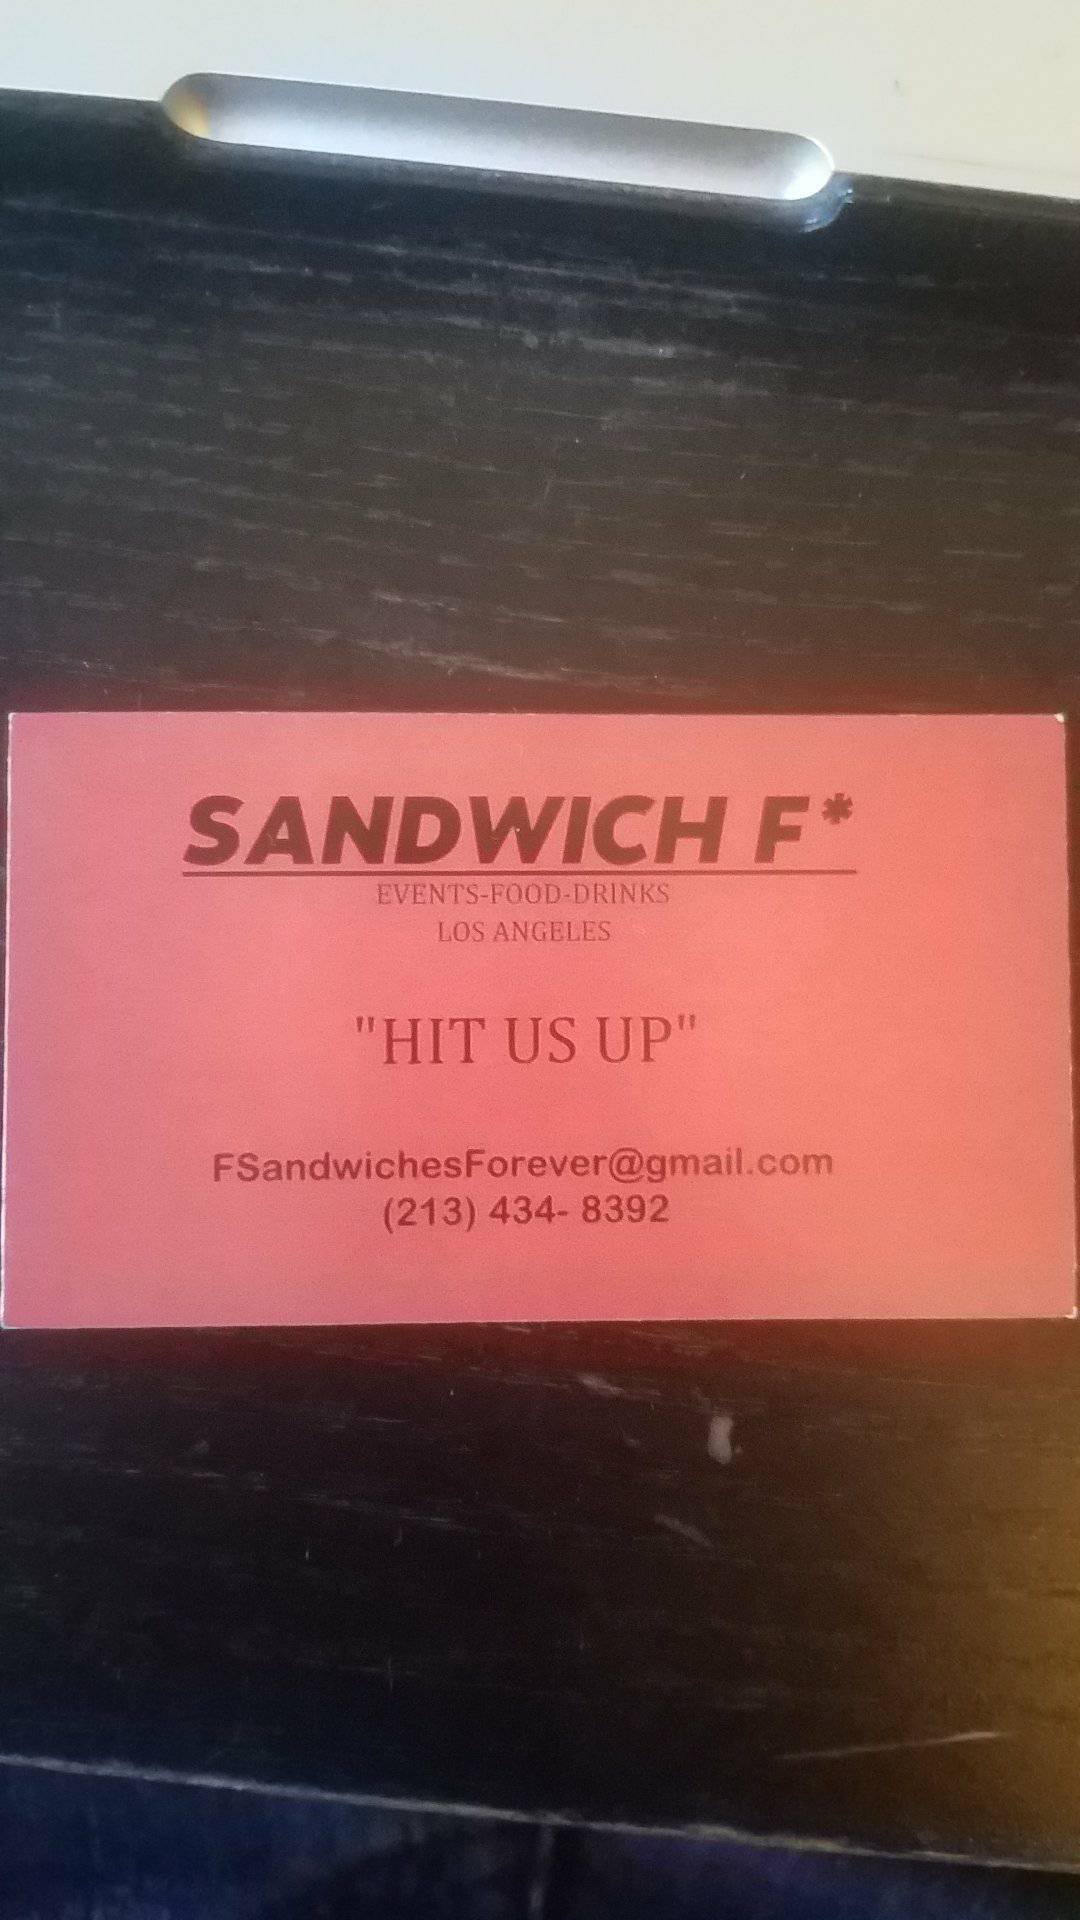 SANDWICH F*
EVENTS-FOOD-DRINKS
LOS ANGELES
"HIT US UP"
FSandwichesForever@gmail.com
(213) 434- 8392